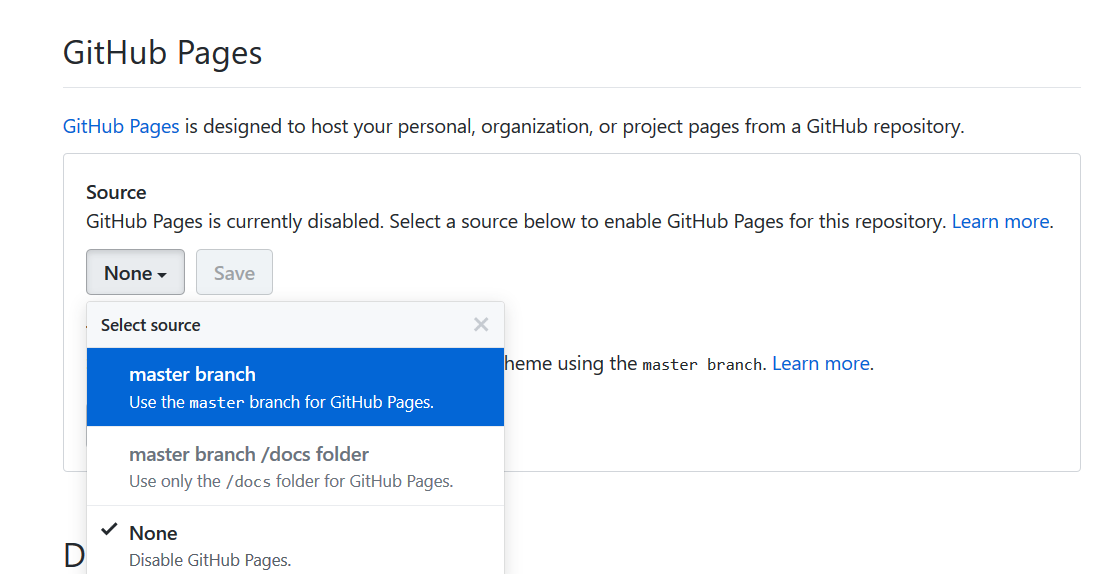 GitHub Pages
GitHub Pages is designed to host your personal, organization, or project pages from a GitHub repository.
Source
GitHub Pages is currently disabled. Select a source below to enable GitHub Pages for this repository. Learn more.
None Save
Select source
heme using the master branch. Learn more.
master branch
Use the master branch for GitHub Pages.
master branch /docs folder
Use only the /docs folder for GitHub Pages.
None
D
Disable GitHub Pages.